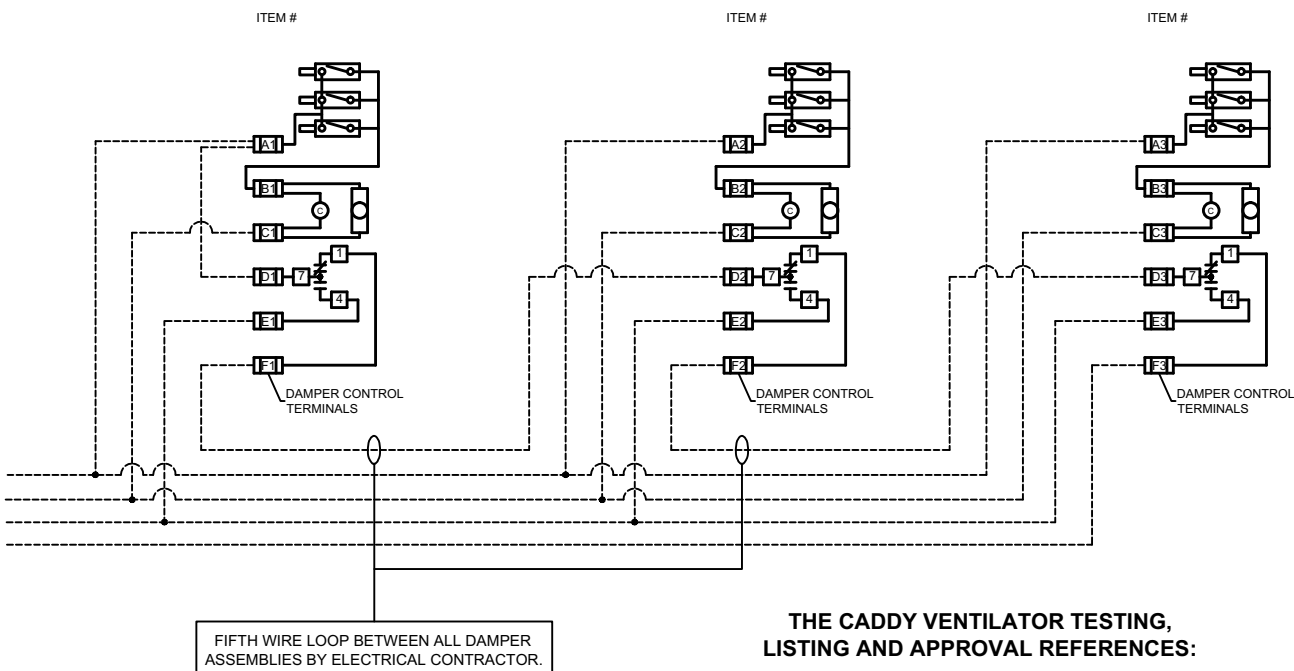 ITEM #
ITEM #
ITEM #
A1
A2
A3
B1
B2
B3
C
C
C
C1
C2
C3
1
1
1
D1
7
D2
7
D3
7
4
4
4
E1
E2
E3
F1
F2
F3
DAMPER CONTROL
TERMINALS
DAMPER CONTROL
TERMINALS
DAMPER CONTROL
TERMINALS
FIFTH WIRE LOOP BETWEEN ALL DAMPER
ASSEMBLIES BY ELECTRICAL CONTRACTOR.
THE CADDY VENTILATOR TESTING,
LISTING AND APPROVAL REFERENCES: